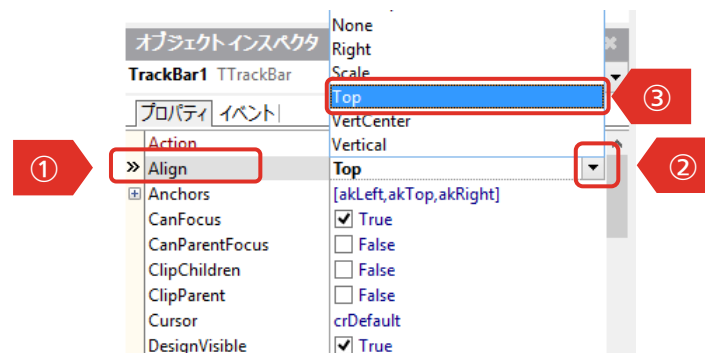 None
オブジェクト インスペクタ
Right
TrackBar1 TTrackBar
Scale
Top
③
プロパティ イベント
VertCenter
Action
Vertical
①
» Align
Top
②
Anchors
[akLeft,akTop,akRight]
CanFocus
True
CanParentFocus
False
ClipChildren
False
ClipParent
False
Cursor
crDefault
DesignVisible
True